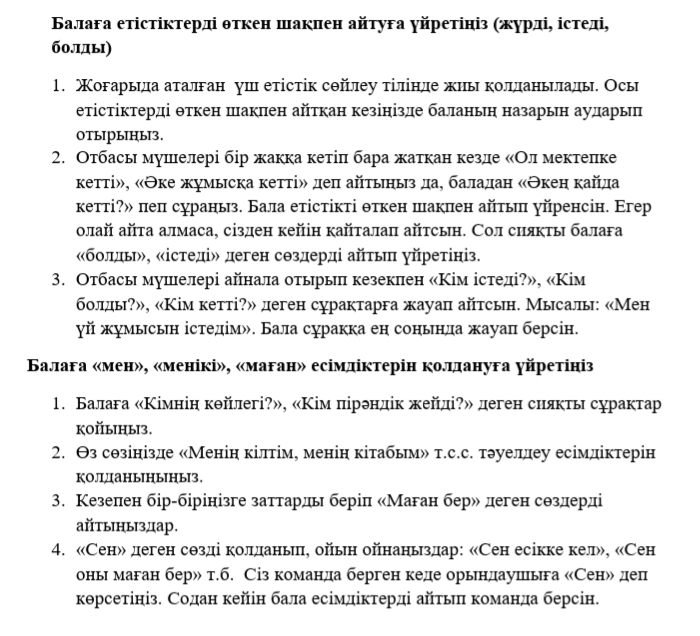 Балаға етістіктерді өткен шақпен айтуға үйретіңіз (жүрді, істеді,
болды)
1. Жоғарыда аталған үш етістік сөйлеу тілінде жиы қолданылады. Осы
етістіктерді өткен шақпен айтқан кезіңізде баланың назарын аударып
отырыңыз.
2. Отбасы мүшелері бір жаққа кетіп бара жатқан кезде «Ол мектепке
кетті», «Әке жұмысқа кетті» деп айтыңыз да, баладан «Әкең қайда
кетті?» пеп сұраңыз. Бала етістікті өткен шақпен айтып үйренсін. Егер
олай айта алмаса, сізден кейін қайталап айтсын. Сол сияқты балаға
«болды», «істеді» деген сөздерді айтып үйретіңіз.
3. Отбасы мүшелері айнала отырып кезекпен «Кім істеді?», «Кім
болды?», «Кім кетті?» деген сұрақтарға жауап айтсын. Мысалы: «Мен
үй жұмысын істедім». Бала сұраққа ең соңында жауап берсін.
Балаға «мен», «менікі», «маған» есімдіктерін қолдануға үйретіңіз
1. Балаға «Кімнің көйлегі?», «Кім пірәндік жейді?» деген сияқты сұрақтар
қойыңыз.
2. Өз сөзіңізде «Менің кілтім, менің кітабым» т.с.с. тәуелдеу есімдіктерін
қолданыңыңыз.
3. Кезепен бір-біріңізге заттарды беріп «Маған бер» деген сөздерді
айтыңыздар.
4. «Сен» деген сөзді қолданып, ойын ойнаңыздар: «Сен есікке кел», «Сен
оны маған бер» т.б. Сіз команда берген кеде орындаушыға «Сен» деп
көрсетіңіз. Содан кейін бала есімдіктерді айтып команда берсін.